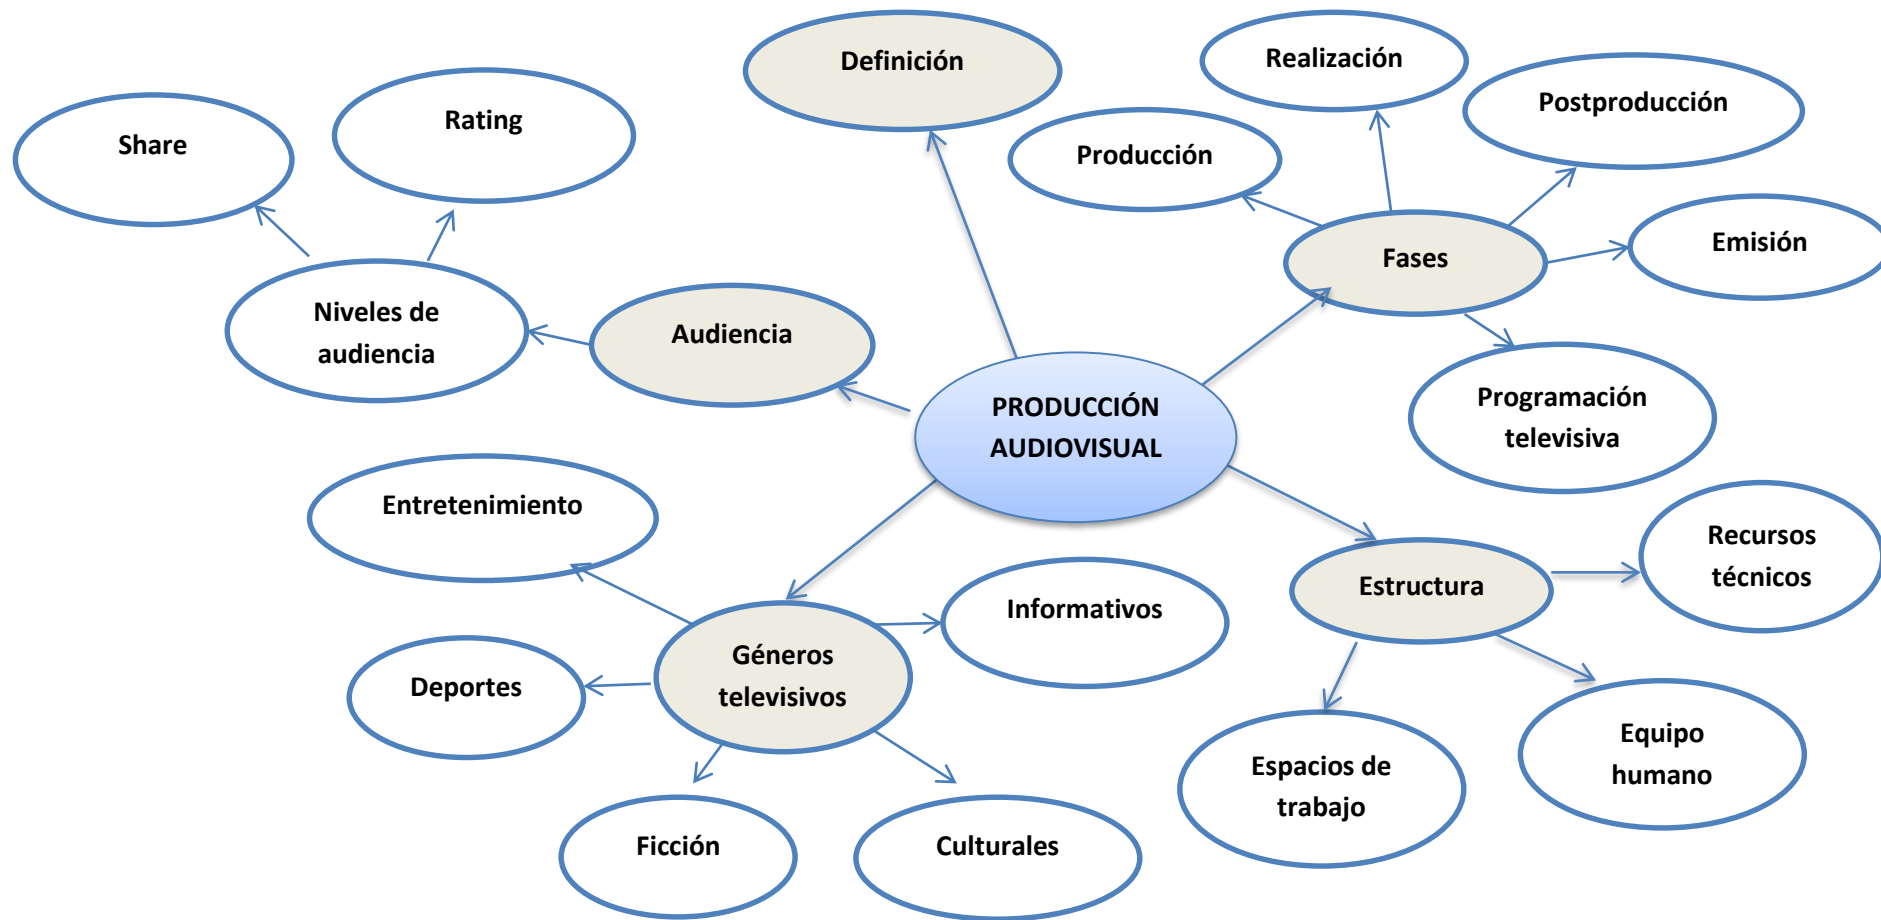 Definición
Realización
Postproducción
Rating
Share
Producción
Emisión
Fases
Niveles de
audiencia
Audiencia
PRODUCCIÓN
AUDIOVISUAL
Programación
televisiva
Entretenimiento
Recursos
técnicos
Estructura
Informativos
Géneros
televisivos
Deportes
Equipo
humano
Espacios de
trabajo
Ficción
Culturales